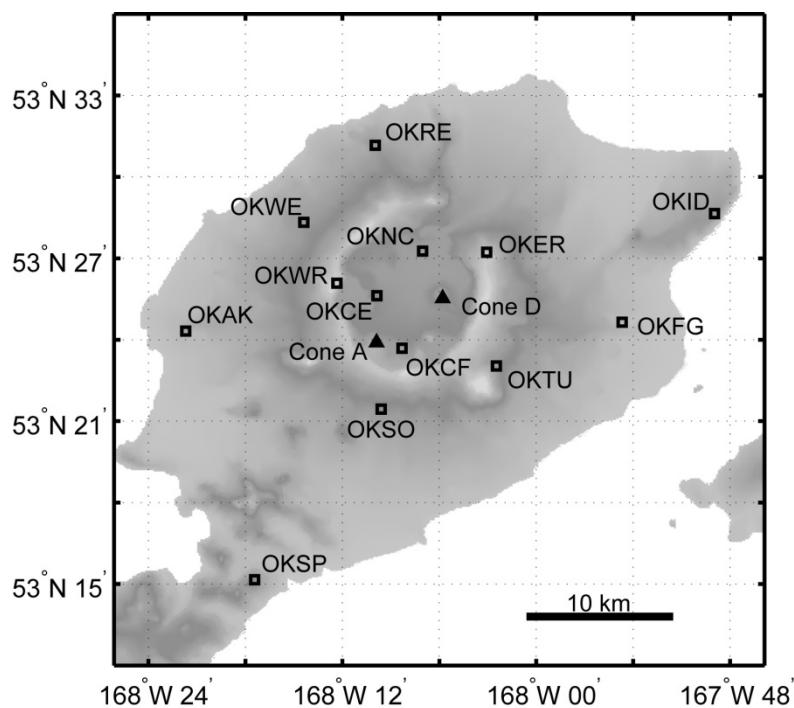 53°N 33'
OKRE
OKID
OKWE
OKNC
OKER
53°N 27'
OKWR
OKCE
Cone D
OKAK
OKFG
Cone A
OKCF
OKTU
53°N 21'
OKSO
OKSP
53°N 15'
10 km
168°W 24'
168°W 12'
168°W 00'
167°W 48'